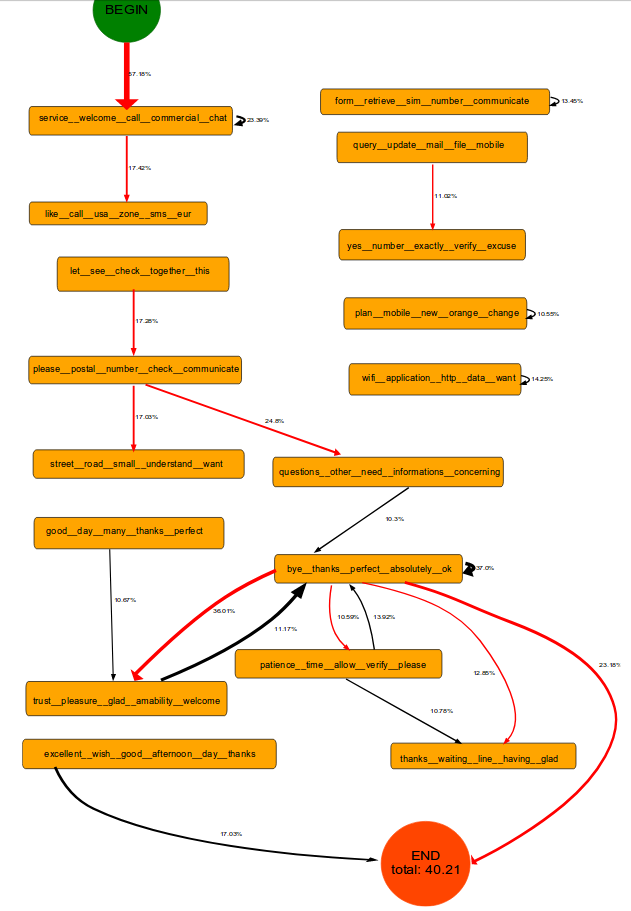 BEGIN
57.18%
form__retrieve__sim__number__communicate
13.45%
service__welcome__call__commercial__chat
23.39%
query__update__mail__file__mobile
17.42%
11.02%
like__call__usa__zone__sms__eur
yes__number__exactly__verify__excuse
let__see__check__together__this
plan__mobile__new__orange__change
10.55%
17.28%
please__postal__number__check__communicate
wifi__application__http__data__want
14.25%
17.03%
24.8%
street__road__small__understand__want
questions__other__need__informations__concerning
10.3%
good__day__many__thanks__perfect
bye__thanks__perfect__absolutely__ok
37.0%
10.67%
36.01%
11.17%
10.59%
13.92%
patience__time__allow__verify__please
12.85%
23.18%
trust__pleasure__glad__amability__welcome
10.78%
excellent__wish__good__afternoon__day__thanks
thanks__waiting__line__having__glad
17.03%
END
total: 40.21